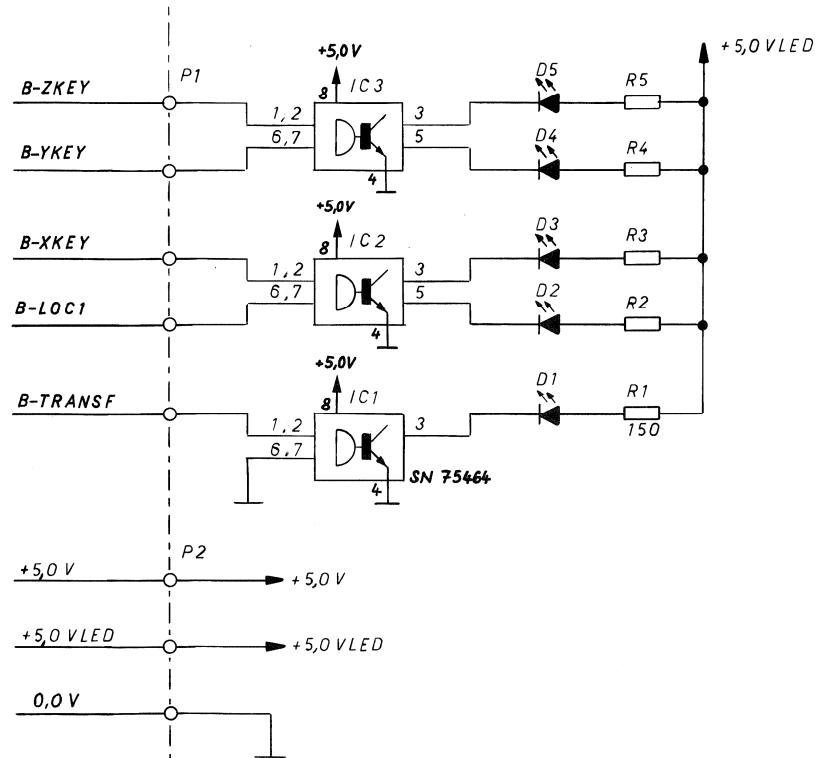 +5,0 V
+5,0 V LED
P1
B-ZKEY
8
IC3
D5
R5
1,2
3
6,7
5
D4
R4
B-YKEY
4
+5,0V
B-XKEY
8
IC2
D3
R3
1,2
3
6,7
5
D2
R2
B-LOC1
4
+5,0V
B-TRANSF
8
IC1
D1
R1
1,2
3
150
6,7
SN 75464
4
P2
+5,0 V
+5,0 V
+5,0 V LED
+5,0 V LED
0,0 V